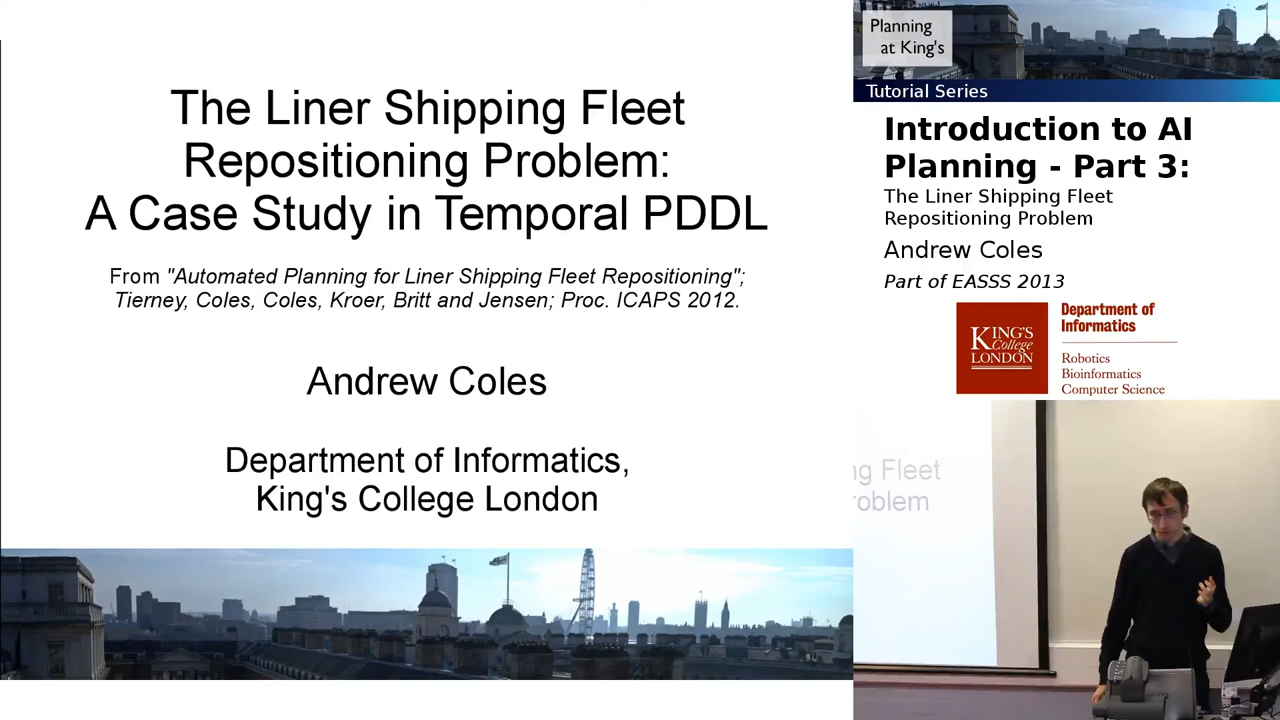 The Liner Shipping Fleet
Repositioning Problem:
A Case Study in Temporal PDDL
From "Automated Planning for Liner Shipping Fleet Repositioning";
Tierney, Coles, Coles, Kroer, Britt and Jensen; Proc. ICAPS 2012.
Andrew Coles
Department of Informatics,
King's College London
Planning
at King's
Tutorial Series
Introduction to AI
Planning - Part 3:
The Liner Shipping Fleet
Repositioning Problem
Andrew Coles
Part of EASSS 2013
KING'S
College
LONDON
Department of
Informatics
Robotics
Bioinformatics
Computer Science
ng Fleet
roblem